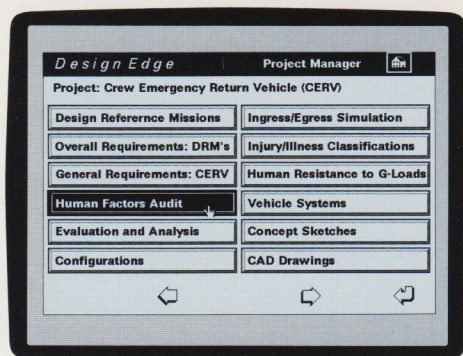 Design Edge Project Manager
Project: Crew Emergency Return Vehicle (CERV)
Design Reference Missions
Ingress/Egress Simulation
Overall Requirements: DRM's
Injury/Illness Classifications
General Requirements: CERV
Human Resistance to G-Loads
Human Factors Audit
Vehicle Systems
Evaluation and Analysis
Concept Sketches
Configurations
CAD Drawings